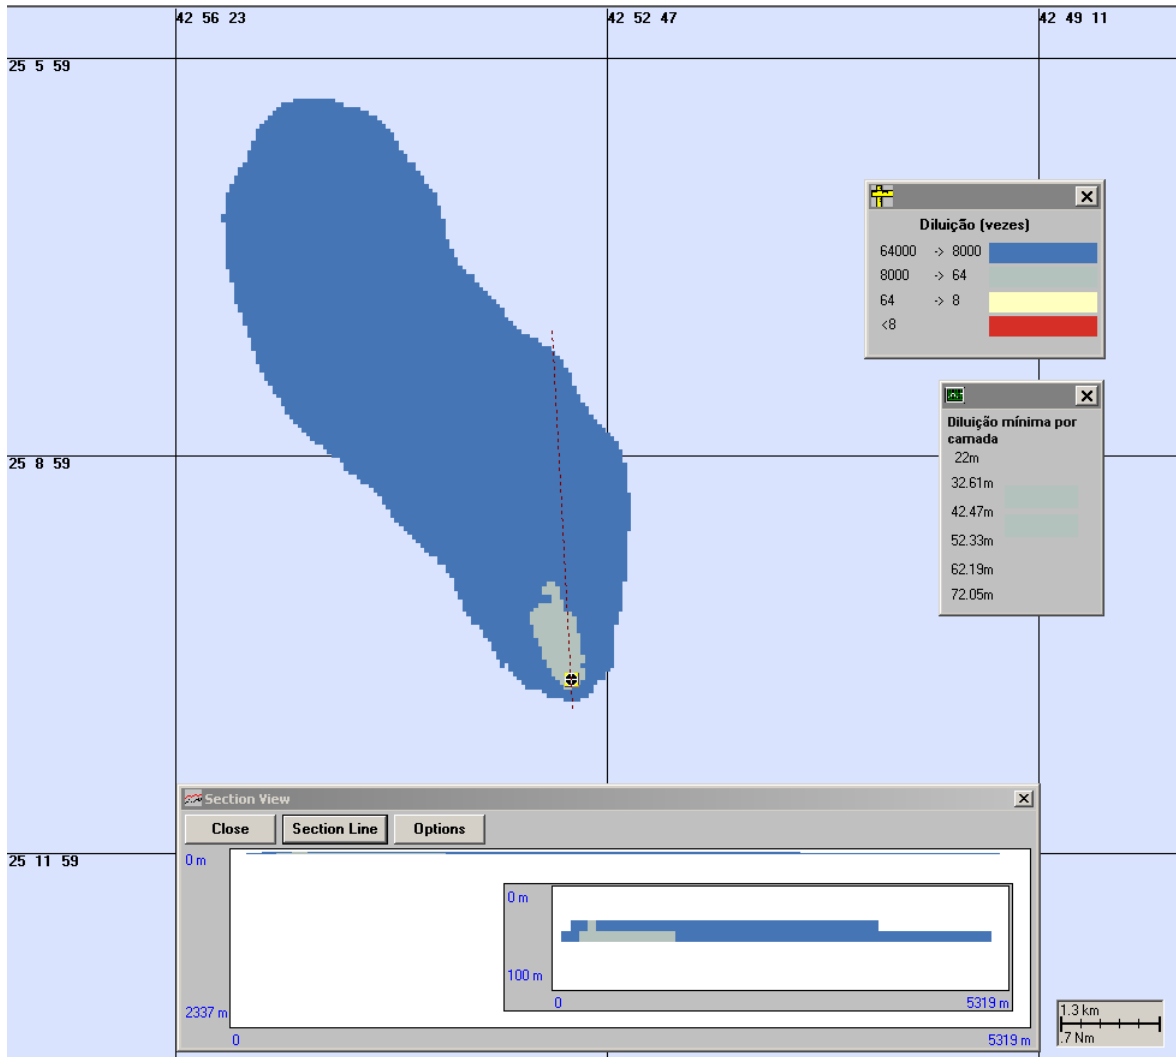 42 56 23
42 52 47
42 49 11
25 5 59
Diluição (vezes)
64000 -> 8000
8000 -> 64
64 -> 8
<8
25 8 59
Diluição mínima por
camada
22m
32.61m
42.47m
52.33m
62.19m
72.05m
Section View
Close
Section Line
Options
25 11 59
0 m
2337 m
0
5319 m
0 m
100 m
0
5319 m
1.3 km
.7 Nm